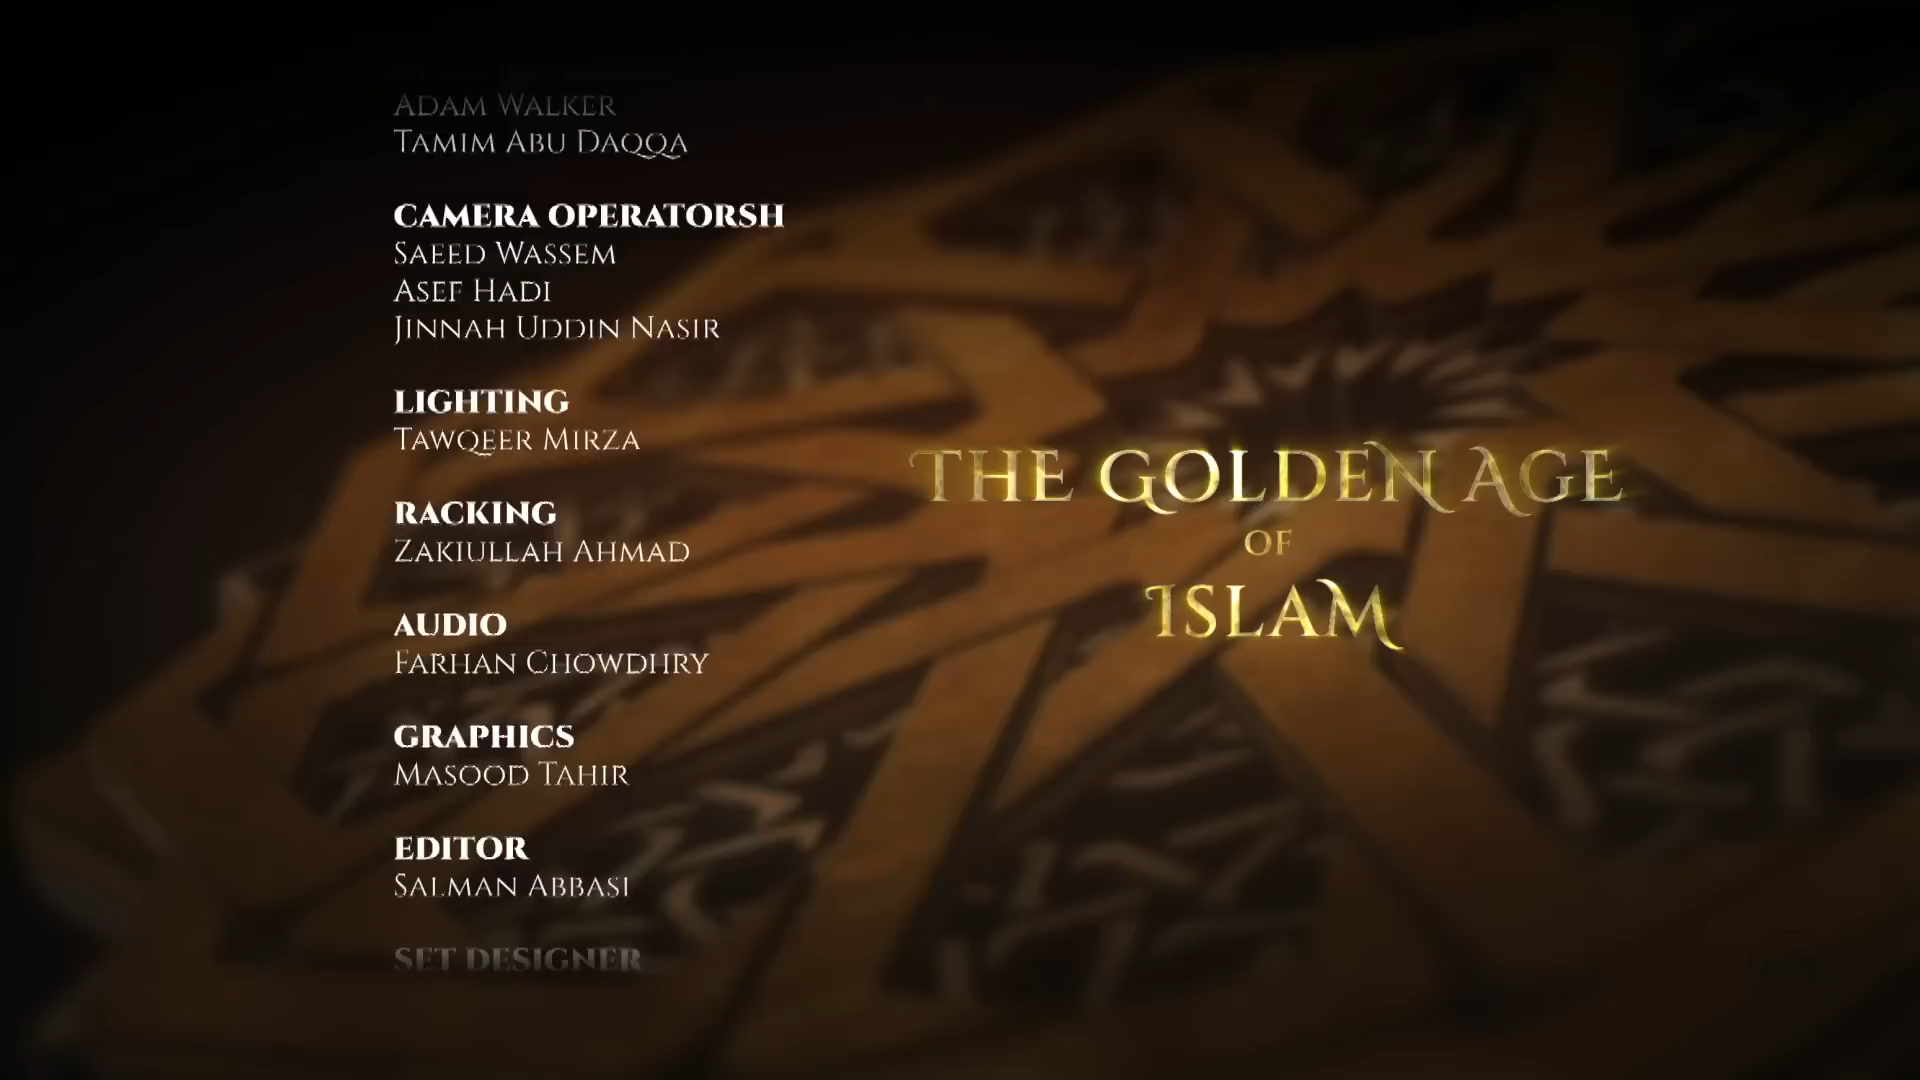 ADAM WALKER
TAMIM ABU DAQQA
CAMERA OPERATORSH
SAEED WASSEM
ASEF HADI
JINNAH UDDIN NASIR
LIGHTING
TAWQEER MIRZA
RACKING
ZAKIULLAH AHMAD
AUDIO
FARHAN CHOWDHRY
GRAPHICS
MASOOD TAHIR
EDITOR
SALMAN ABBASI
SET DESIGNER
THE GOLDEN AGE
OF
ISLAM